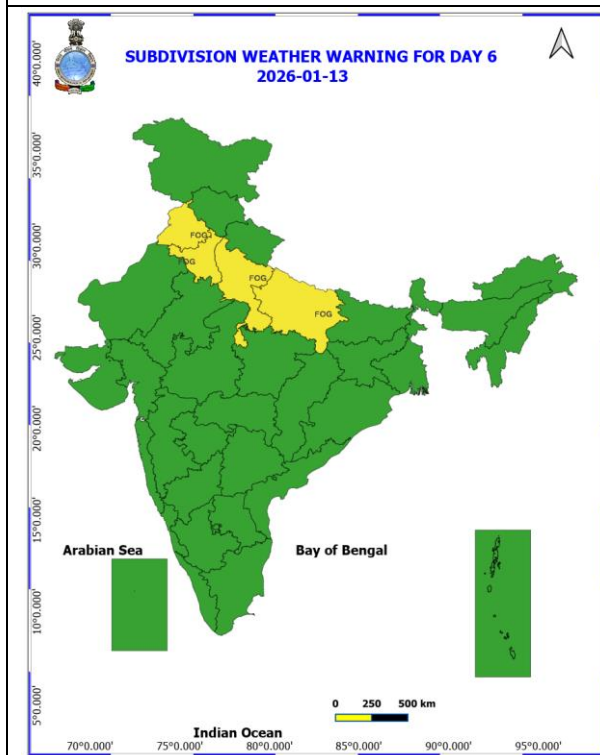 SUBDIVISION WEATHER WARNING FOR DAY 6
2026-01-13
40°0.000'
35°0.000'
30°0.000'
25°0.000'
20°0.000'
15°0.000'
10°0.000'
5°0.000'
FOG
FOG
FOG
FOG
Arabian Sea
Bay of Bengal
0 250 500 km
Indian Ocean
70°0.000' 75°0.000' 80°0.000' 85°0.000' 90°0.000' 95°0.000'